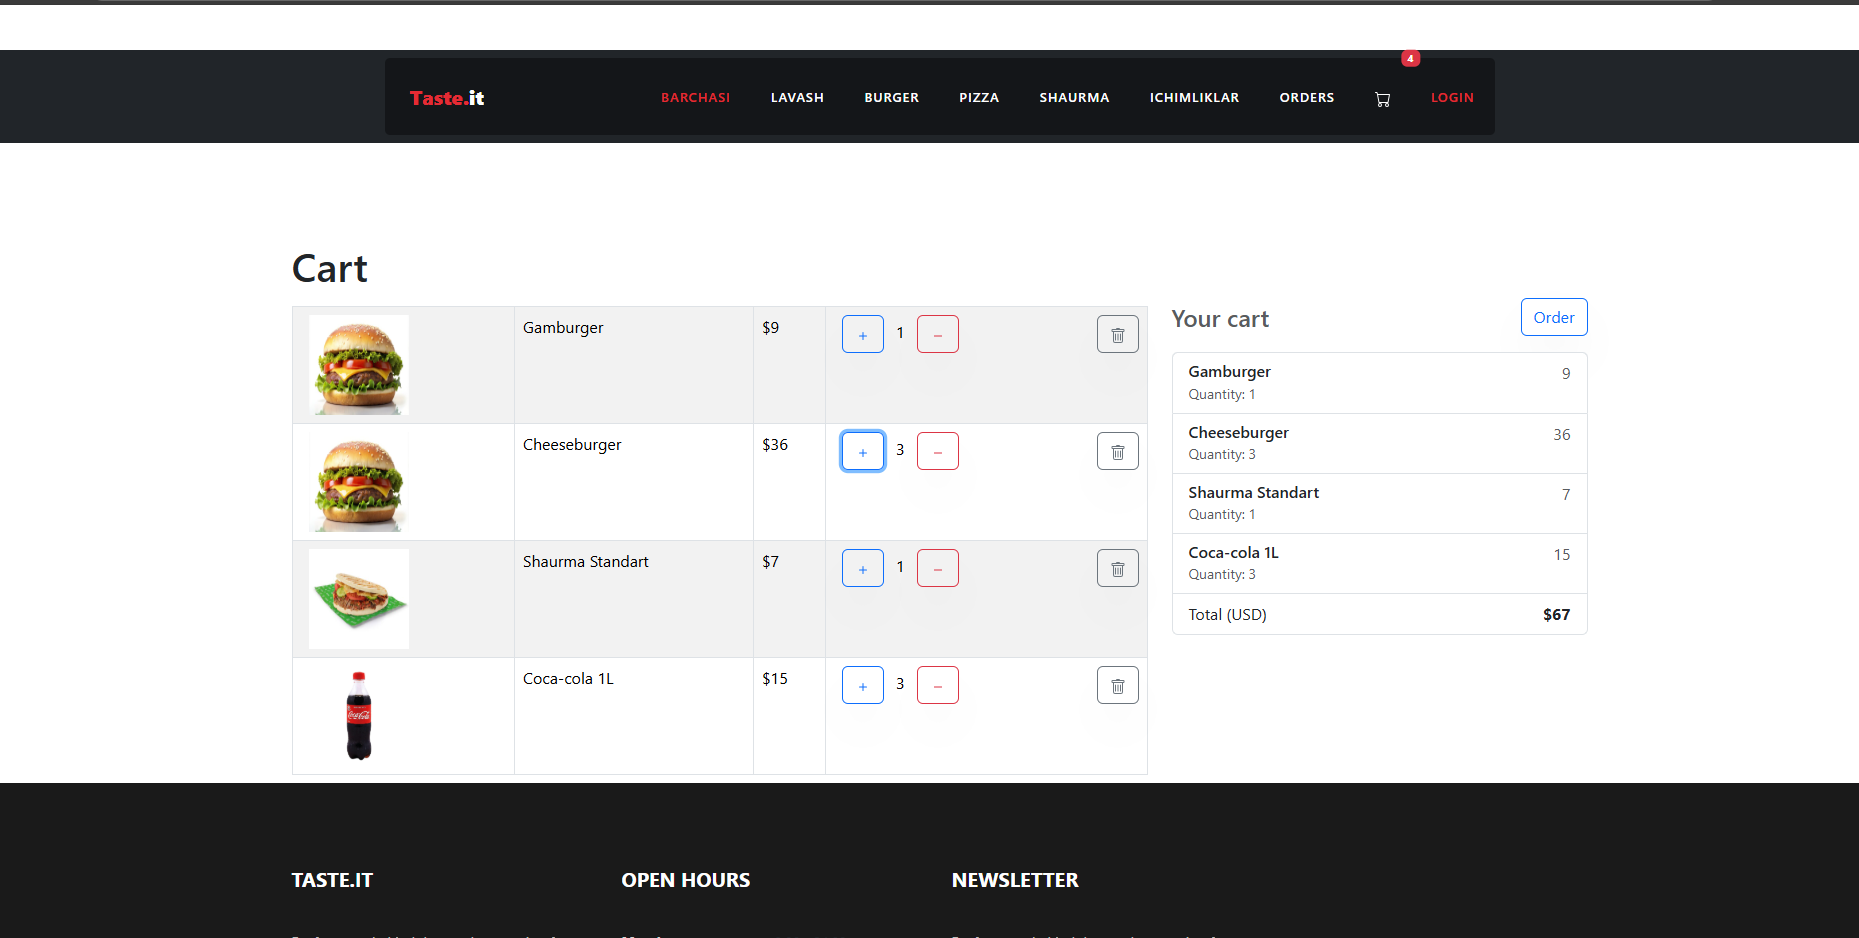 4
Taste.it BARCHASI LAVASH BURGER PIZZA SHAURMA ICHIMLIKLAR ORDERS LOGIN
Cart
Gamburger $9 + 1 −
Cheeseburger $36 + 3 −
Shaurma Standart $7 + 1 −
Coca-Cola
Coca-cola 1L $15 + 3 −
Your cart Order
Gamburger 9
Quantity: 1
Cheeseburger 36
Quantity: 3
Shaurma Standart 7
Quantity: 1
Coca-cola 1L 15
Quantity: 3
Total (USD) $67
TASTE.IT OPEN HOURS NEWSLETTER